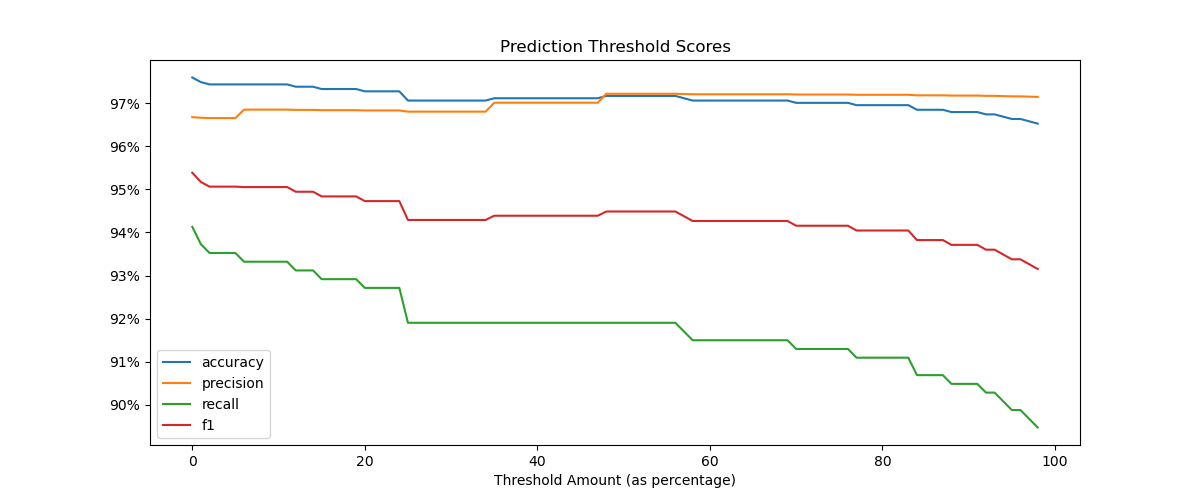 Prediction Threshold Scores
97%
96%
95%
94%
93%
92%
91%
90%
accuracy
precision
recall
f1
0 20 40 60 80 100
Threshold Amount (as percentage)